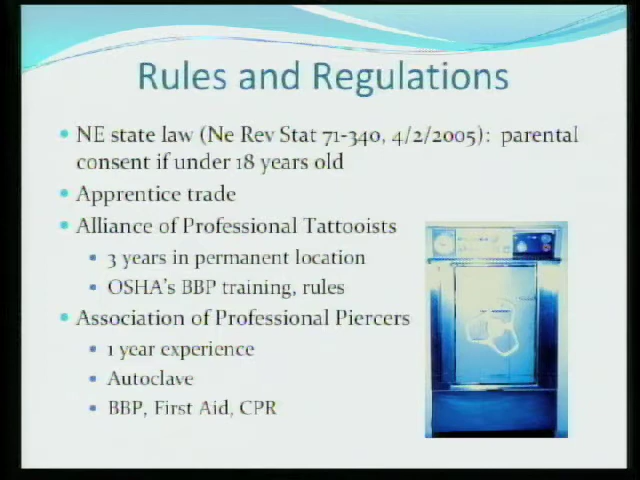 Rules and Regulations
• NE state law (Ne Rev Stat 71-340, 4/2/2005): parental
consent if under 18 years old
• Apprentice trade
• Alliance of Professional Tattooists
• 3 years in permanent location
• OSHA's BBP training, rules
• Association of Professional Piercers
• 1 year experience
• Autoclave
• BBP, First Aid, CPR